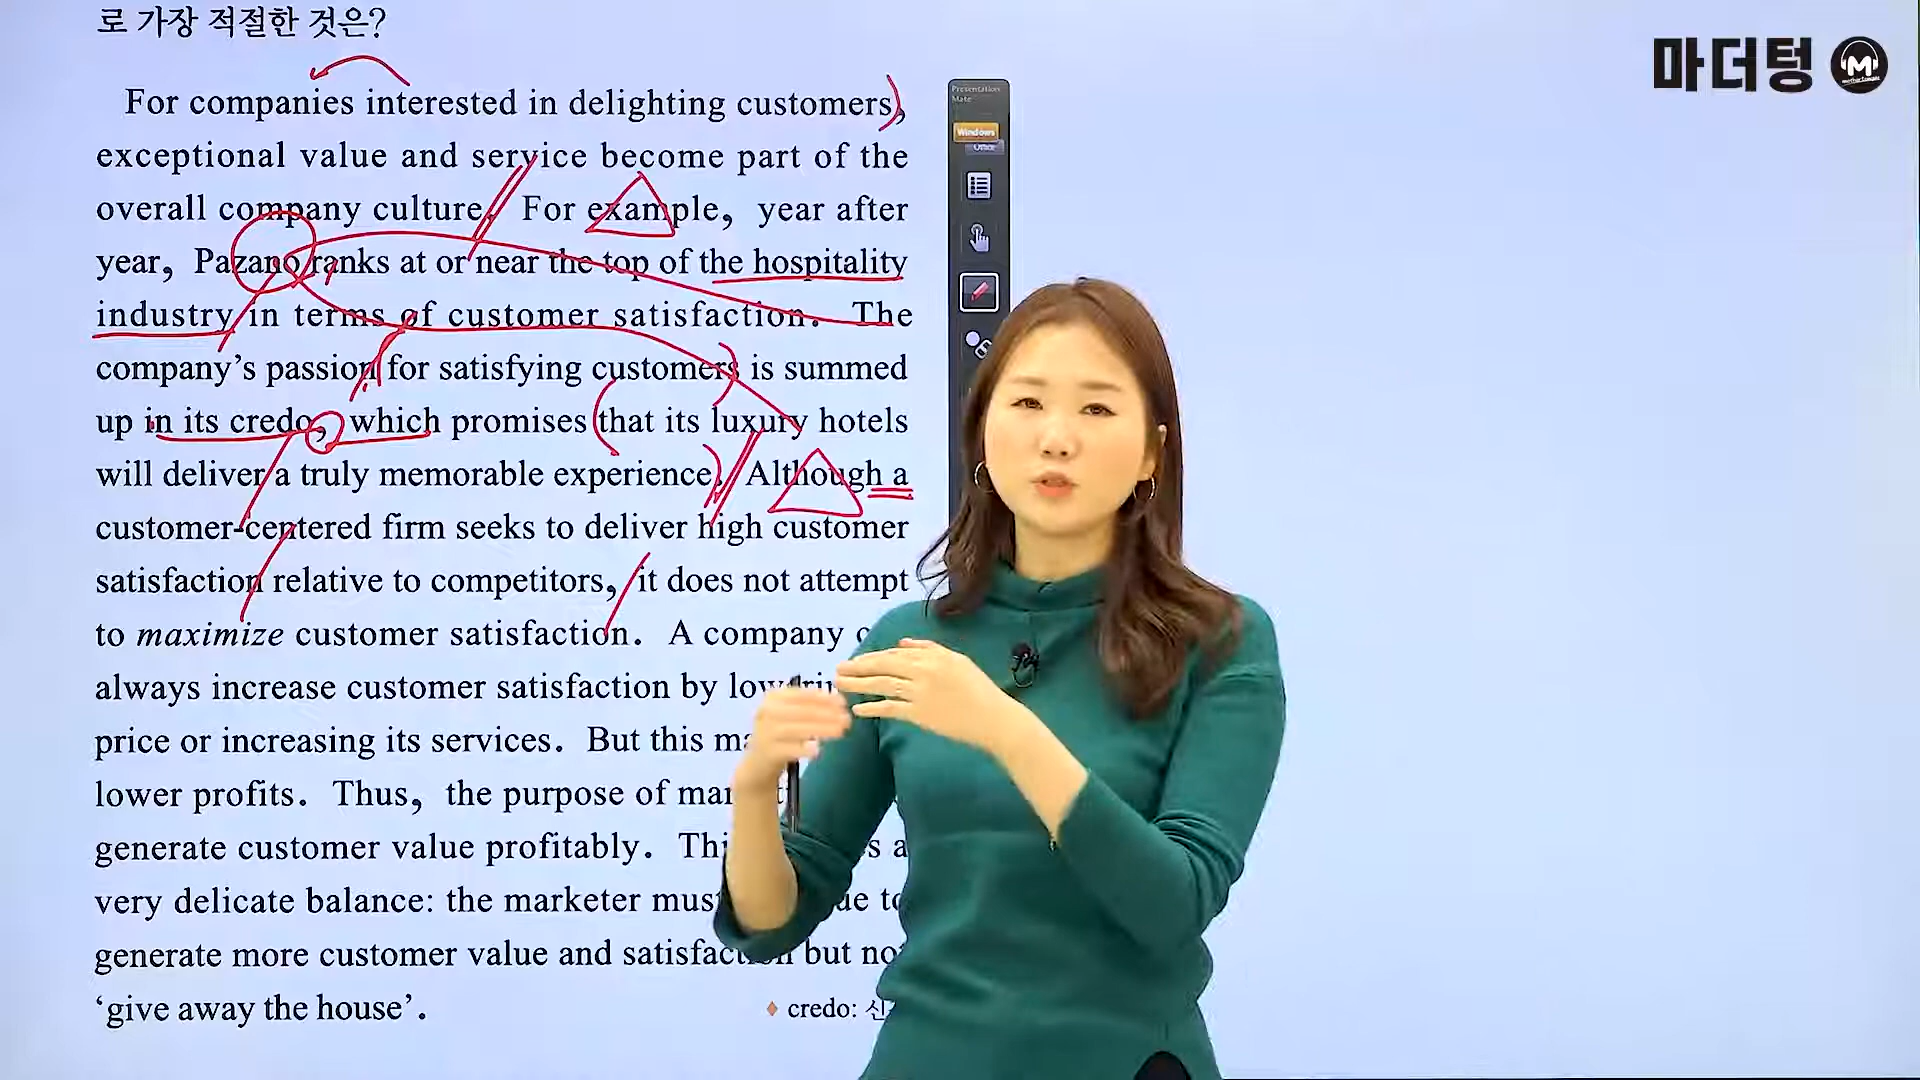 로 가장 적절한 것은?
마더텅
For companies interested in delighting customers,
exceptional value and service become part of the
overall company culture. For example, year after
year, Pazano ranks at or near the top of the hospitality
industry in terms of customer satisfaction. The
company's passion for satisfying customers is summed
up in its credo, which promises that its luxury hotels
will deliver a truly memorable experience. Although a
customer-centered firm seeks to deliver high customer
satisfaction relative to competitors, it does not attempt
to maximize customer satisfaction. A company
always increase customer satisfaction by
price or increasing its services. But this
lower profits. Thus, the purpose of
generate customer value profitably. a
very delicate balance: the marketer must to
generate more customer value and but
‘give away the house’.
♦ credo:
Presentation
Mate
Windows